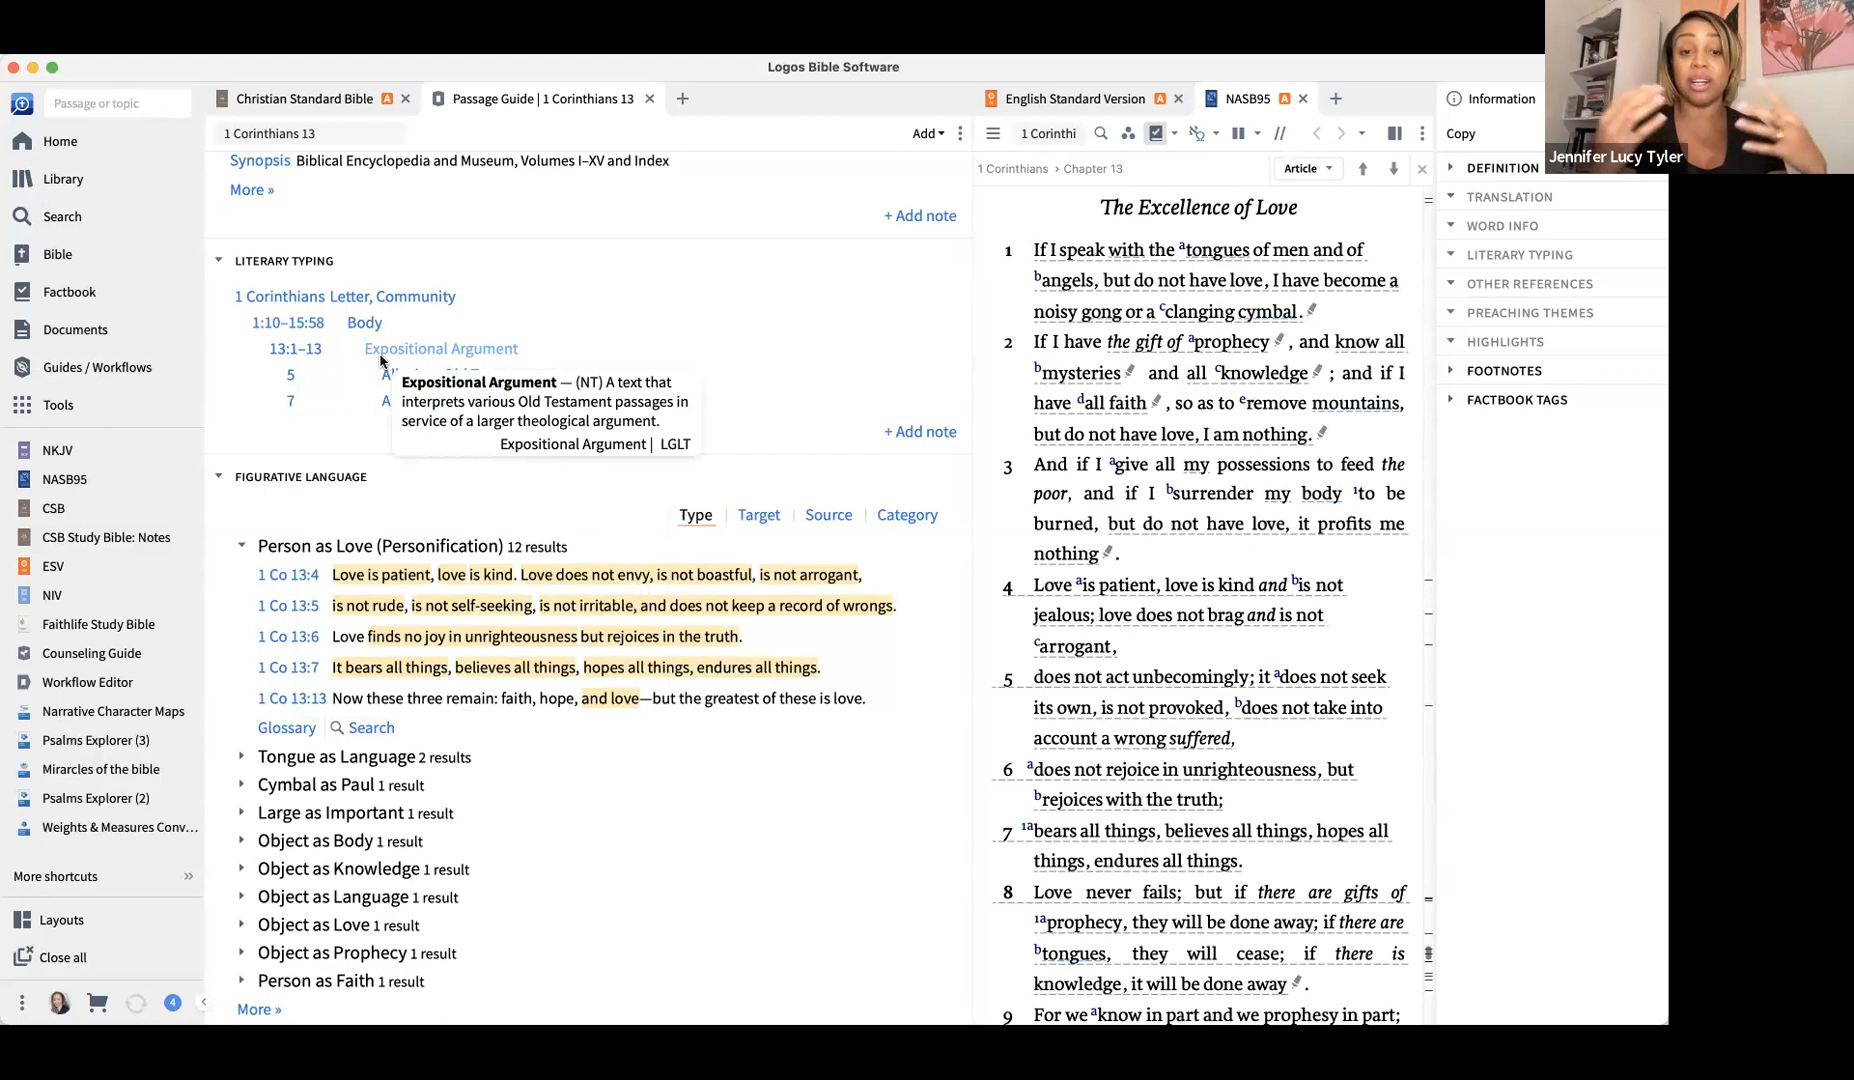 Logos Bible Software
Jennifer Lucy Tyler
Passage or topic
Home
Library
Search
Bible
Factbook
Documents
Guides / Workflows
Tools
NKJV
NASB95
CSB
CSB Study Bible: Notes
ESV
NIV
Faithlife Study Bible
Counseling Guide
Workflow Editor
Narrative Character Maps
Psalms Explorer (3)
Mirarcles of the bible
Psalms Explorer (2)
Weights & Measures Conv…
More shortcuts »
Layouts
Close all
4
Christian Standard Bible A
Passage Guide | 1 Corinthians 13
1 Corinthians 13
Add
Synopsis Biblical Encyclopedia and Museum, Volumes I–XV and Index
More »
+ Add note
LITERARY TYPING
1 Corinthians Letter, Community
1:10–15:58 Body
13:1–13 Expositional Argument
5
7 A
Expositional Argument — (NT) A text that
interprets various Old Testament passages in
service of a larger theological argument.
Expositional Argument | LGLT
+ Add note
FIGURATIVE LANGUAGE
Type | Target | Source | Category
Person as Love (Personification) 12 results
1 Co 13:4 Love is patient, love is kind. Love does not envy, is not boastful, is not arrogant,
1 Co 13:5 is not rude, is not self-seeking, is not irritable, and does not keep a record of wrongs.
1 Co 13:6 Love finds no joy in unrighteousness but rejoices in the truth.
1 Co 13:7 It bears all things, believes all things, hopes all things, endures all things.
1 Co 13:13 Now these three remain: faith, hope, and love—but the greatest of these is love.
Glossary | Search
Tongue as Language 2 results
Cymbal as Paul 1 result
Large as Important 1 result
Object as Body 1 result
Object as Knowledge 1 result
Object as Language 1 result
Object as Love 1 result
Object as Prophecy 1 result
Person as Faith 1 result
More »
English Standard Version A
NASB95 A
1 Corinthi
1 Corinthians › Chapter 13
Article
The Excellence of Love
1 If I speak with the atongues of men and of
bangels, but do not have love, I have become a
noisy gong or a cclanging cymbal.
2 If I have the gift of aprophecy , and know all
bmysteries and all cknowledge ; and if I
have dall faith , so as to eremove mountains,
but do not have love, I am nothing.
3 And if I agive all my possessions to feed the
poor, and if I bsurrender my body 1to be
burned, but do not have love, it profits me
nothing .
4 Love ais patient, love is kind and bis not
jealous; love does not brag and is not
carrogant,
5 does not act unbecomingly; it adoes not seek
its own, is not provoked, bdoes not take into
account a wrong suffered,
6 adoes not rejoice in unrighteousness, but
brejoices with the truth;
7 1abears all things, believes all things, hopes all
things, endures all things.
8 Love never fails; but if there are gifts of
1aprophecy, they will be done away; if there are
btongues, they will cease; if there is
knowledge, it will be done away .
9 For we aknow in part and we prophesy in part;
Information
Copy
DEFINITION
TRANSLATION
WORD INFO
LITERARY TYPING
OTHER REFERENCES
PREACHING THEMES
HIGHLIGHTS
FOOTNOTES
FACTBOOK TAGS